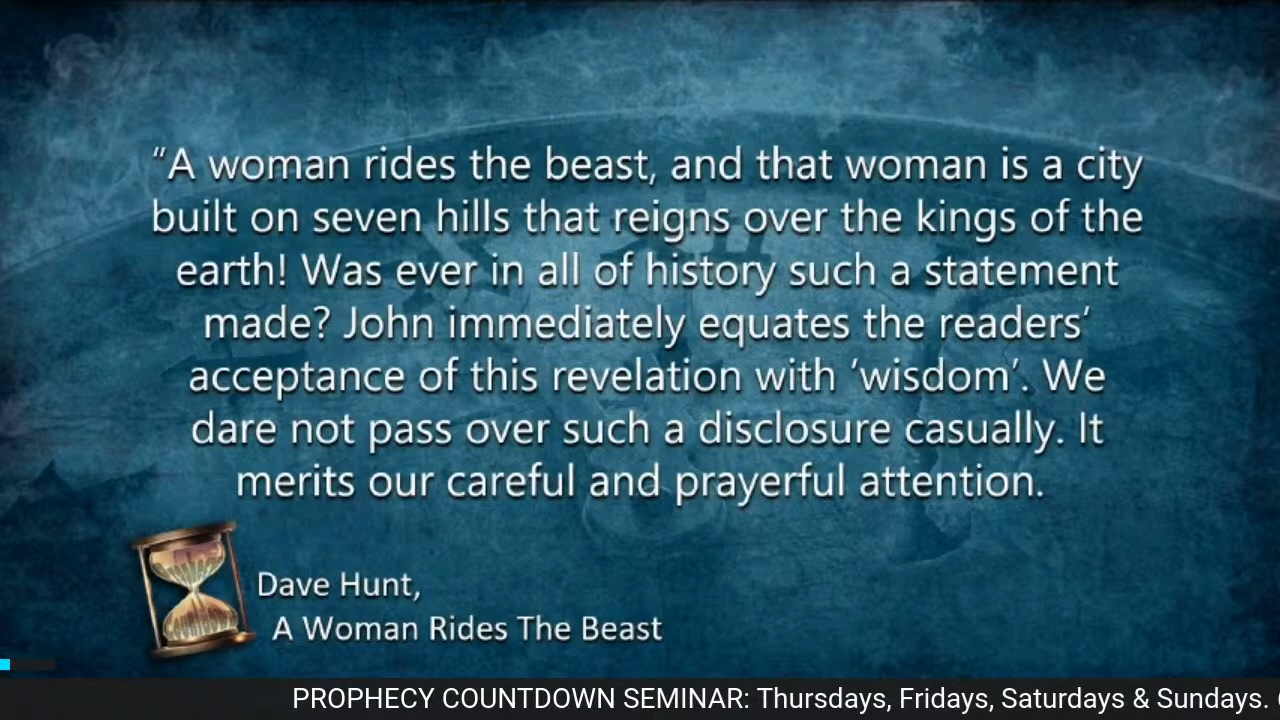 “A woman rides the beast, and that woman is a city
built on seven hills that reigns over the kings of the
earth! Was ever in all of history such a statement
made? John immediately equates the readers’
acceptance of this revelation with ‘wisdom’. We
dare not pass over such a disclosure casually. It
merits our careful and prayerful attention.
Dave Hunt,
A Woman Rides The Beast
PROPHECY COUNTDOWN SEMINAR: Thursdays, Fridays, Saturdays & Sundays.